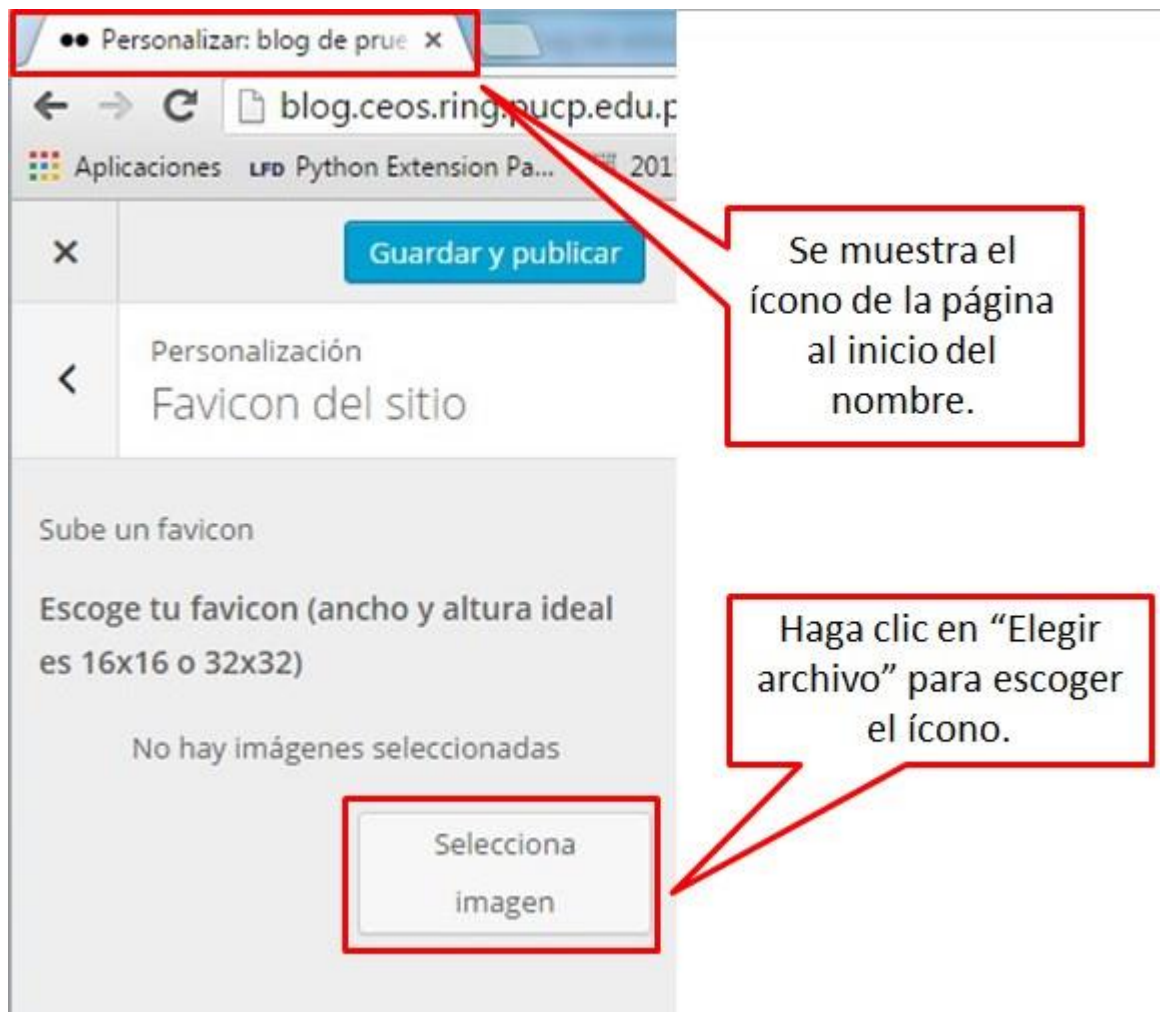 Personalizar: blog de prue
blog.ceos.ring.pucp.edu.p
Aplicaciones LFD Python Extension Pa... 201
Guardar y publicar
Personalización
Favicon del sitio
Se muestra el
ícono de la página
al inicio del
nombre.
Sube un favicon
Escoge tu favicon (ancho y altura ideal
es 16x16 o 32x32)
No hay imágenes seleccionadas
Selecciona
imagen
Haga clic en “Elegir
archivo” para escoger
el ícono.